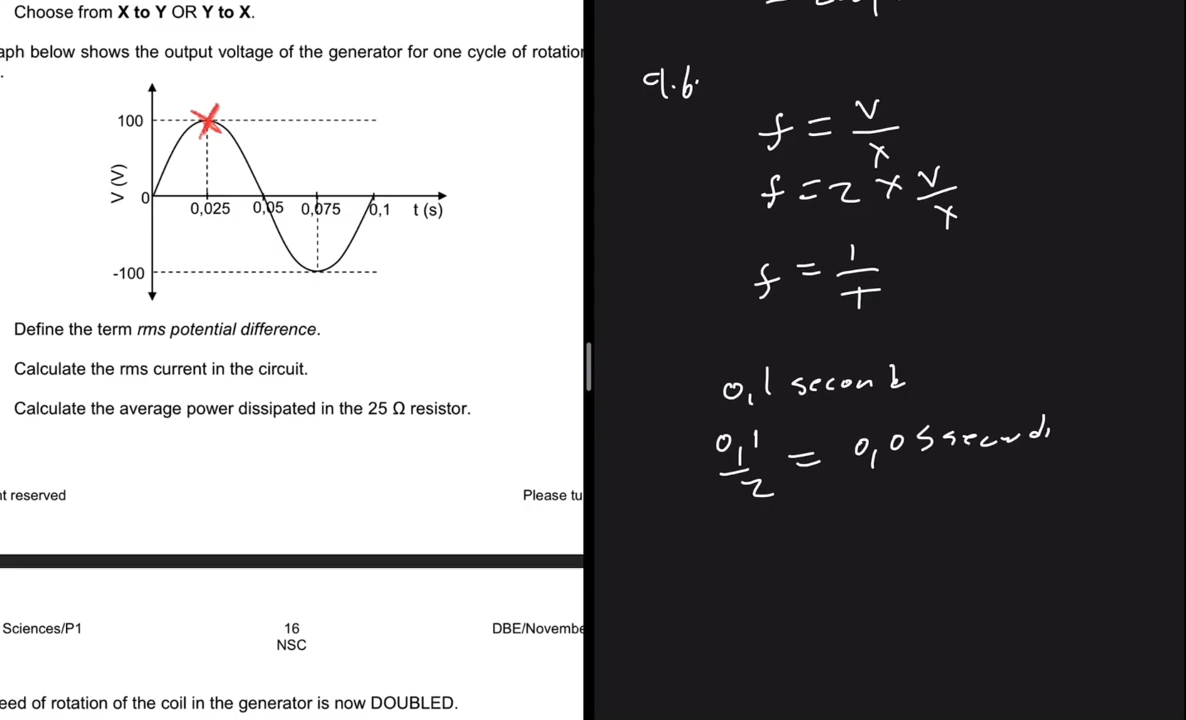 Choose from X to Y OR Y to X.
aph below shows the output voltage of the generator for one cycle of rotation
.
100
V (V)
0
0,025 0,05 0,075 0,1 t (s)
-100
Define the term rms potential difference.
Calculate the rms current in the circuit.
Calculate the average power dissipated in the 25 Ω resistor.
nt reserved
Please tu
Sciences/P1
16
DBE/Novembe
NSC
eed of rotation of the coil in the generator is now DOUBLED.
9.6.
f = v/x
f = 2 × v/x
f = 1/T
0,1 second
0,1/2 = 0,05 seconds